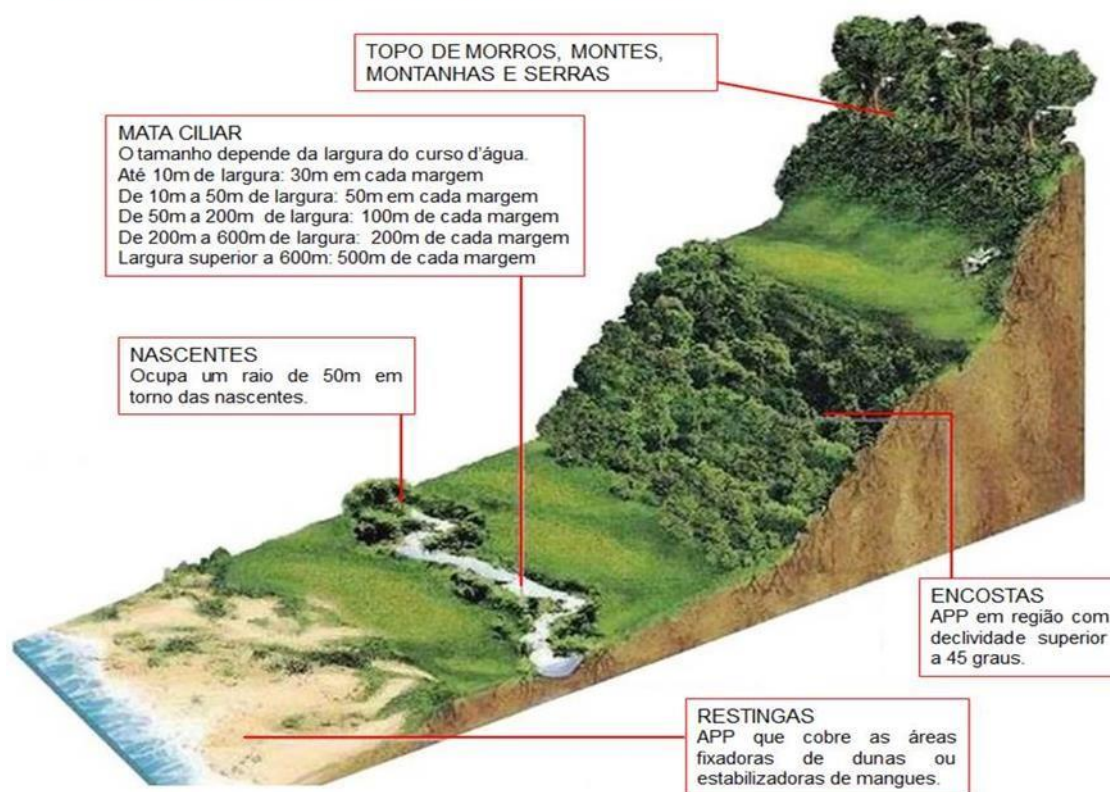 TOPO DE MORROS, MONTES,
MONTANHAS E SERRAS
MATA CILIAR
O tamanho depende da largura do curso d'água.
Até 10m de largura: 30m em cada margem
De 10m a 50m de largura: 50m em cada margem
De 50m a 200m de largura: 100m de cada margem
De 200m a 600m de largura: 200m de cada margem
Largura superior a 600m: 500m de cada margem
NASCENTES
Ocupa um raio de 50m em
torno das nascentes.
ENCOSTAS
APP em região com
declividade superior
a 45 graus.
RESTINGAS
APP que cobre as áreas
fixadoras de dunas ou
estabilizadoras de mangues.